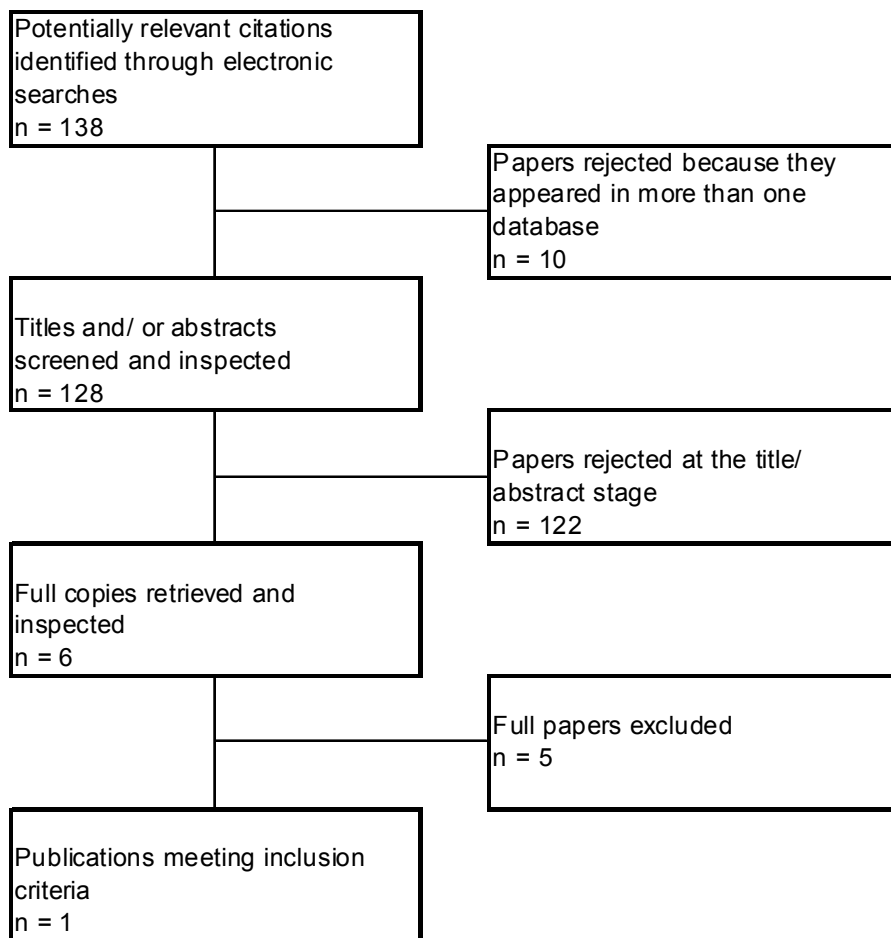 Potentially relevant citations
identified through electronic
searches
n = 138
Papers rejected because they
appeared in more than one
database
n = 10
Titles and/ or abstracts
screened and inspected
n = 128
Papers rejected at the title/
abstract stage
n = 122
Full copies retrieved and
inspected
n = 6
Full papers excluded
n = 5
Publications meeting inclusion
criteria
n = 1